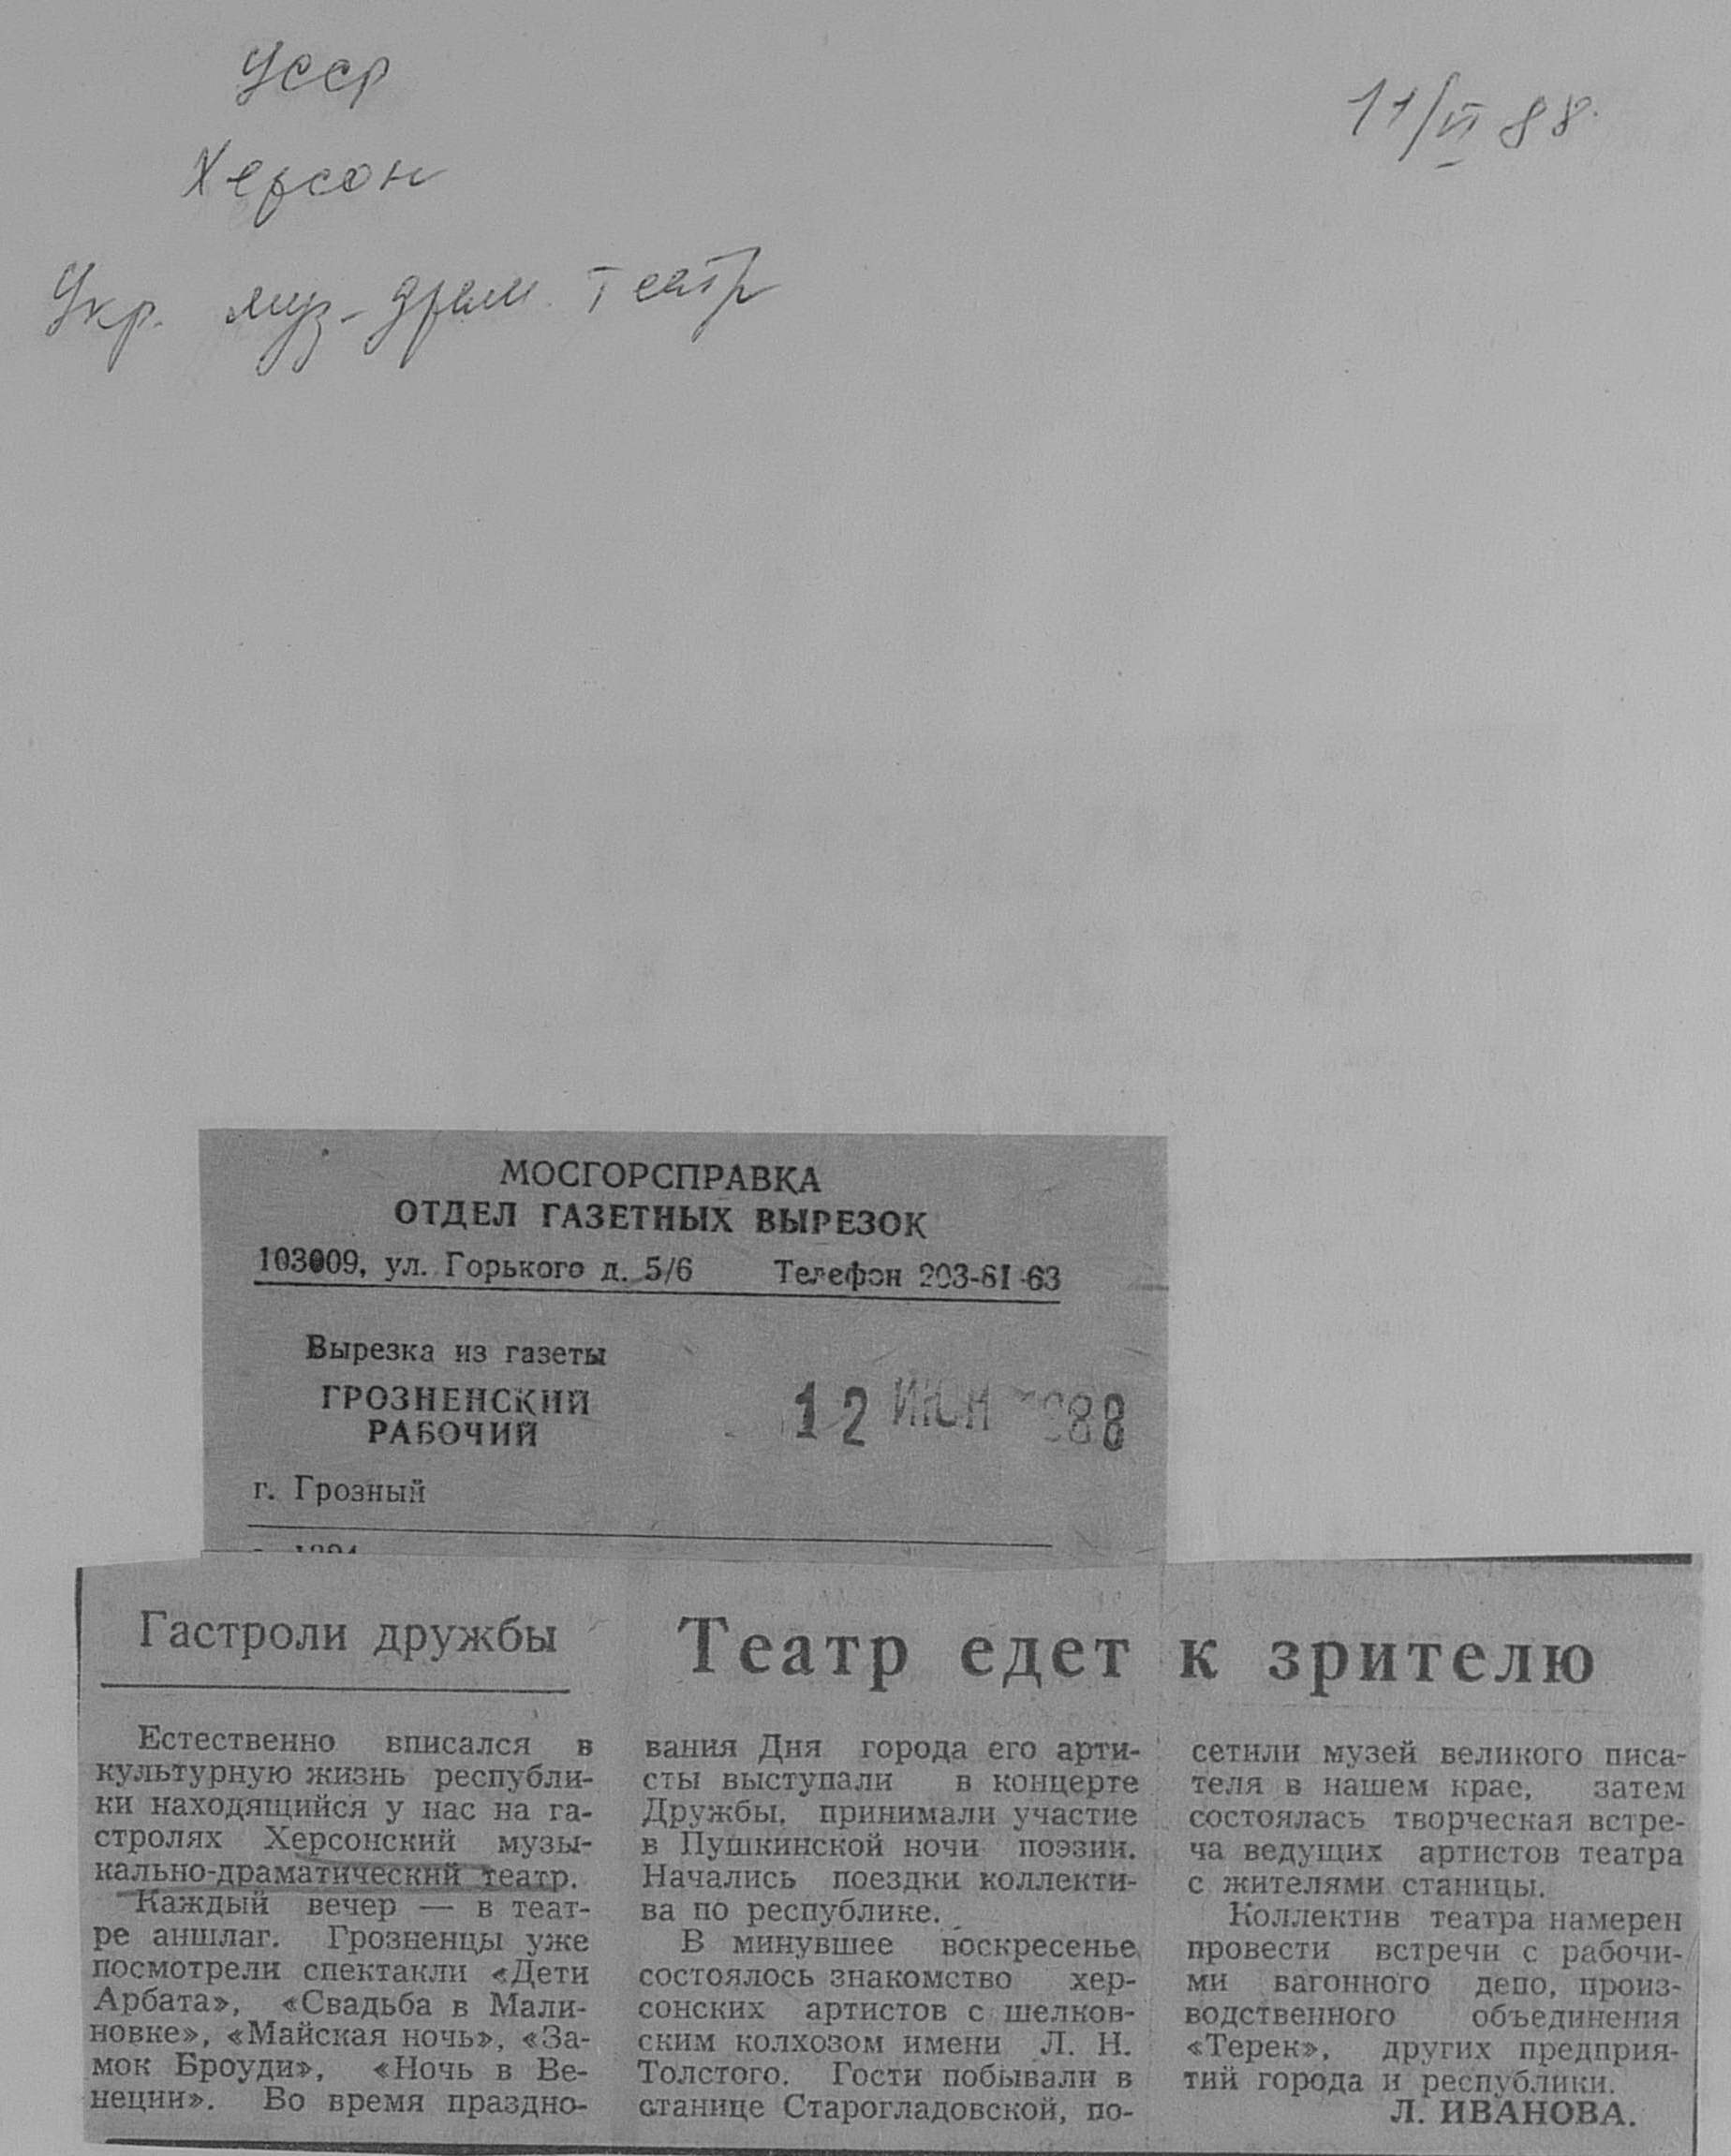 УССР
11/VI 88.
Херсон
Укр. муз-драм. театр
МОСГОРСПРАВКА
ОТДЕЛ ГАЗЕТНЫХ ВЫРЕЗОК
103009, ул. Горького д. 5/6 Телефон 203-81-63
Вырезка из газеты
ГРОЗНЕНСКИЙ
РАБОЧИЙ
12 ИЮН 1988
г. Грозный
Гастроли дружбы
Театр едет к зрителю
Естественно вписался в
культурную жизнь республи-
ки находящийся у нас на га-
стролях Херсонский музы-
кально-драматический театр.
Каждый вечер — в теат-
ре аншлаг. Грозненцы уже
посмотрели спектакли «Дети
Арбата», «Свадьба в Мали-
новке», «Майская ночь», «За-
мок Броуди», «Ночь в Ве-
неции». Во время праздно-
вания Дня города его арти-
сты выступали в концерте
Дружбы, принимали участие
в Пушкинской ночи поэзии.
Начались поездки коллекти-
ва по республике.
В минувшее воскресенье
состоялось знакомство хер-
сонских артистов с шелков-
ским колхозом имени Л. Н.
Толстого. Гости побывали в
станице Старогладовской, по-
сетили музей великого писа-
теля в нашем крае, затем
состоялась творческая встре-
ча ведущих артистов театра
с жителями станицы.
Коллектив театра намерен
провести встречи с рабочи-
ми вагонного депо, произ-
водственного объединения
«Терек», других предприя-
тий города и республики.
Л. ИВАНОВА.